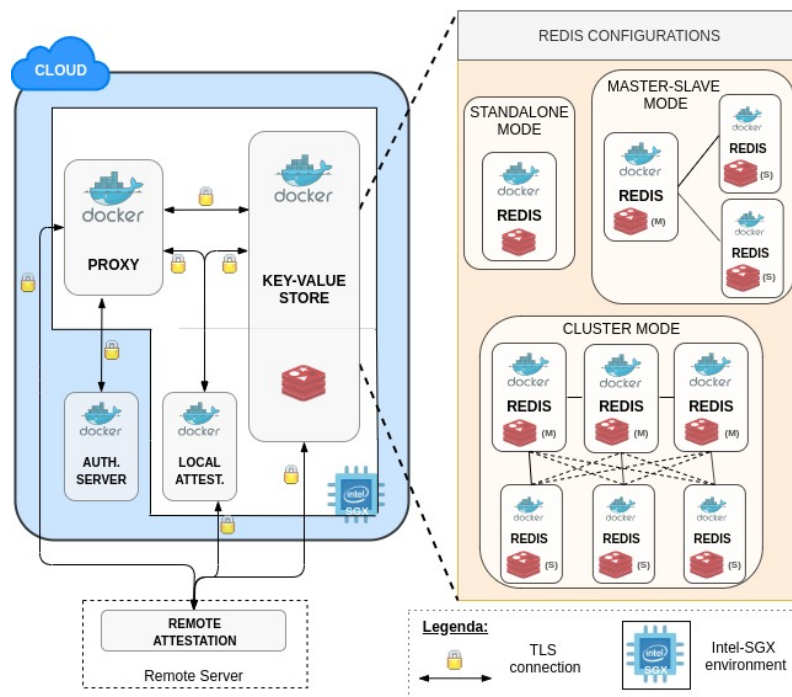 CLOUD
docker
PROXY
docker
KEY-VALUE
STORE
docker
AUTH.
SERVER
docker
LOCAL
ATTEST.
intel
SGX
REMOTE
ATTESTATION
Remote Server
REDIS CONFIGURATIONS
STANDALONE
MODE
docker
REDIS
MASTER-SLAVE
MODE
docker
REDIS
(M)
docker
REDIS
(S)
docker
REDIS
(S)
CLUSTER MODE
docker
REDIS
(M)
docker
REDIS
(M)
docker
REDIS
(M)
docker
REDIS
(S)
docker
REDIS
(S)
docker
REDIS
(S)
Legenda:
TLS
connection
intel
SGX
Intel-SGX
environment